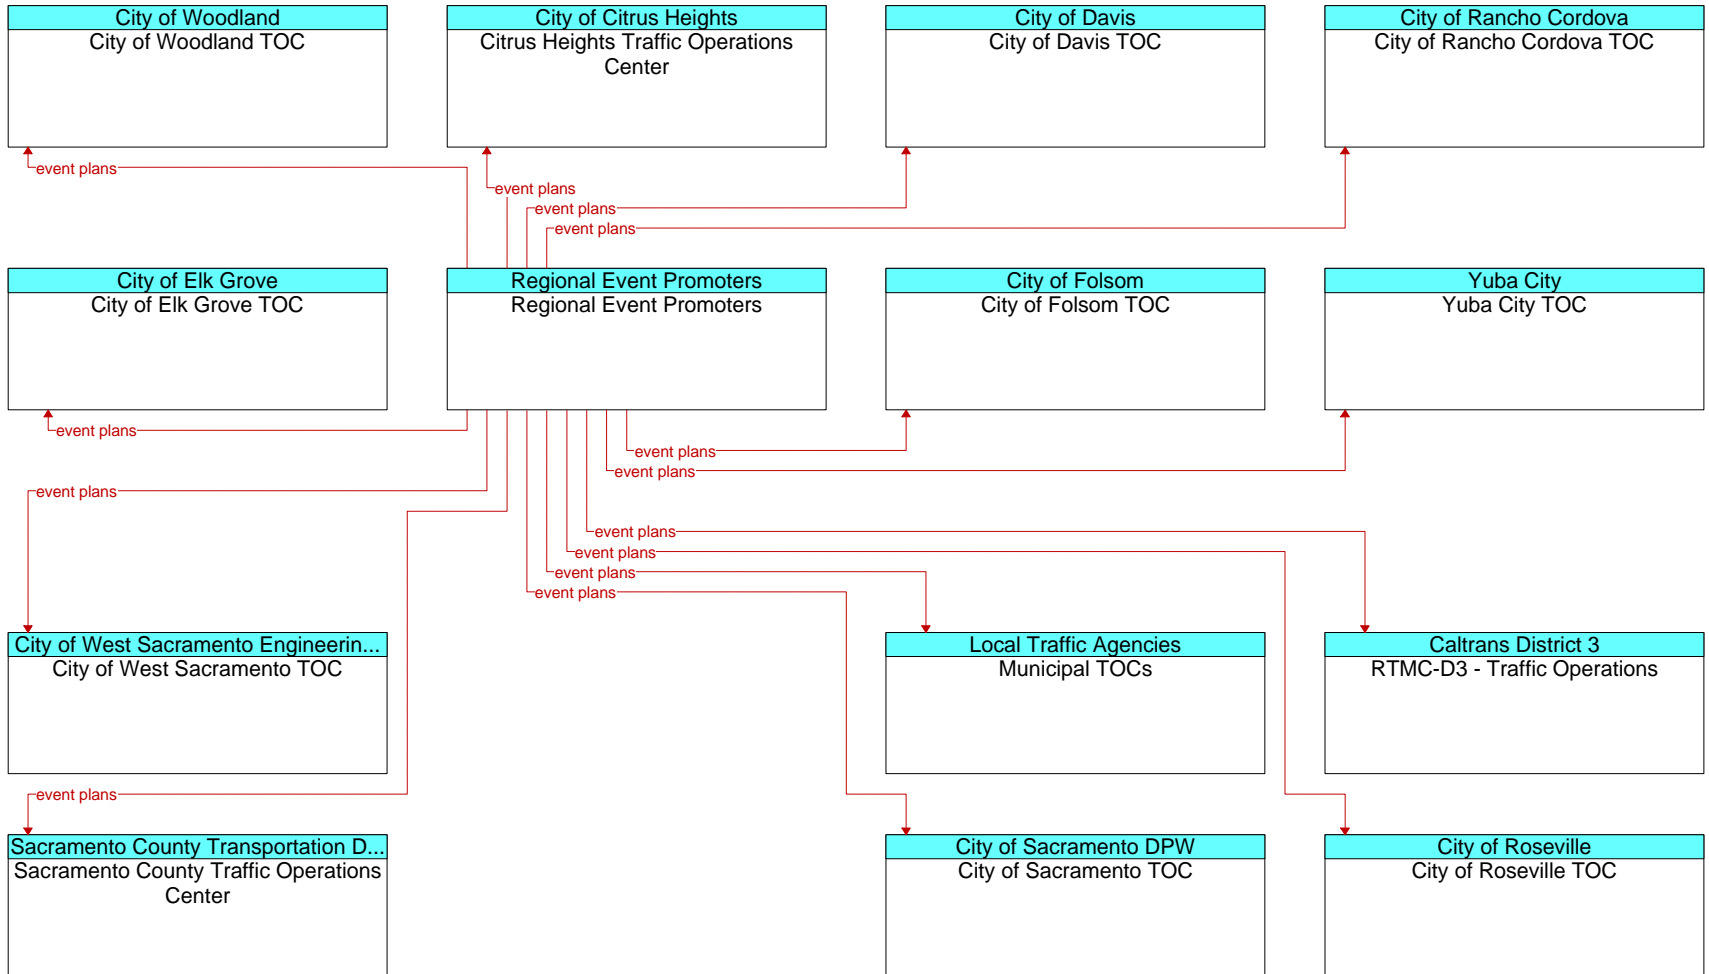 City of Woodland
City of Woodland TOC
City of Citrus Heights
Citrus Heights Traffic Operations
Center
City of Davis
City of Davis TOC
City of Rancho Cordova
City of Rancho Cordova TOC
event plans
event plans
event plans
event plans
City of Elk Grove
City of Elk Grove TOC
Regional Event Promoters
Regional Event Promoters
City of Folsom
City of Folsom TOC
Yuba City
Yuba City TOC
event plans
event plans
event plans
event plans
event plans
event plans
event plans
event plans
City of West Sacramento Engineerin...
City of West Sacramento TOC
Local Traffic Agencies
Municipal TOCs
Caltrans District 3
RTMC-D3 - Traffic Operations
event plans
Sacramento County Transportation D...
Sacramento County Traffic Operations
Center
City of Sacramento DPW
City of Sacramento TOC
City of Roseville
City of Roseville TOC